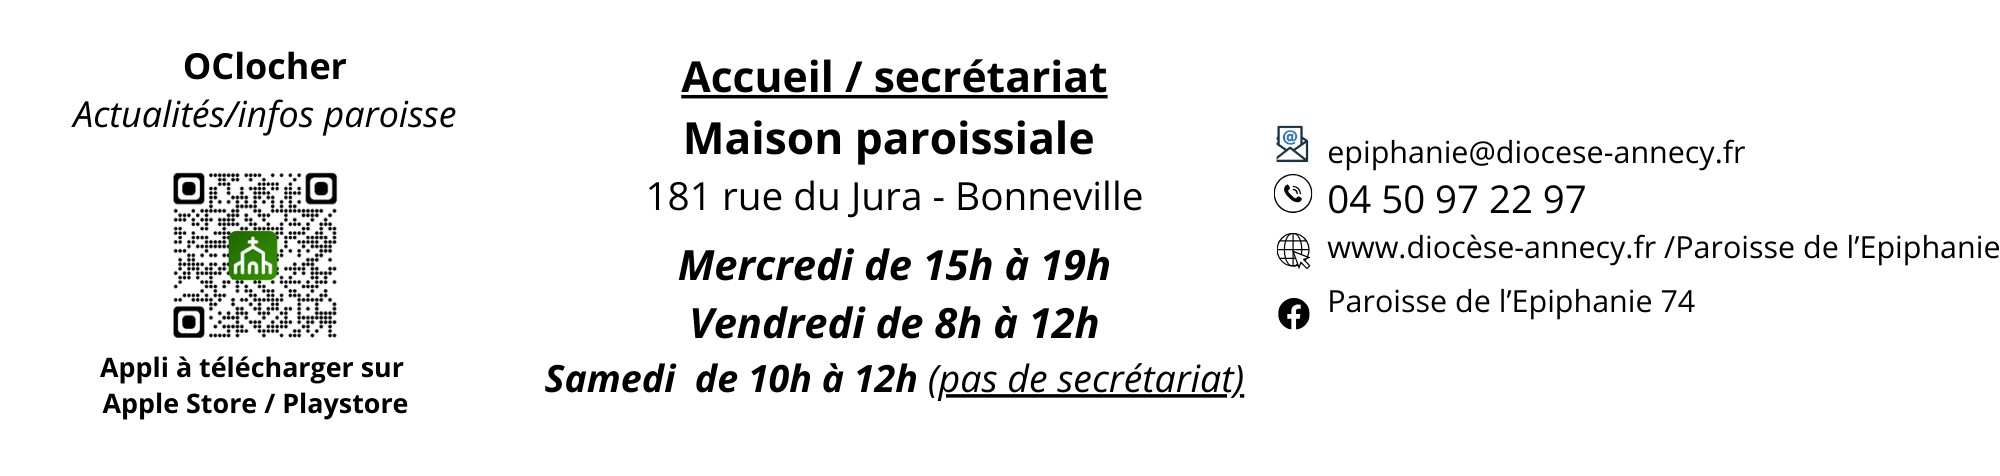 OClocher
Actualités/infos paroisse
Appli à télécharger sur
Apple Store / Playstore
Accueil / secrétariat
Maison paroissiale
181 rue du Jura - Bonneville
Mercredi de 15h à 19h
Vendredi de 8h à 12h
Samedi  de 10h à 12h (pas de secrétariat)
epiphanie@diocese-annecy.fr
04 50 97 22 97
www.diocèse-annecy.fr /Paroisse de l’Epiphanie
Paroisse de l’Epiphanie 74